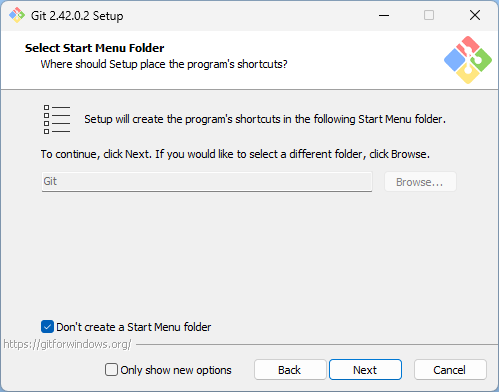 Git 2.42.0.2 Setup
Select Start Menu Folder
Where should Setup place the program's shortcuts?
Setup will create the program's shortcuts in the following Start Menu folder.
To continue, click Next. If you would like to select a different folder, click Browse.
Git
Browse...
Don't create a Start Menu folder
https://gitforwindows.org/
Only show new options
Back
Next
Cancel